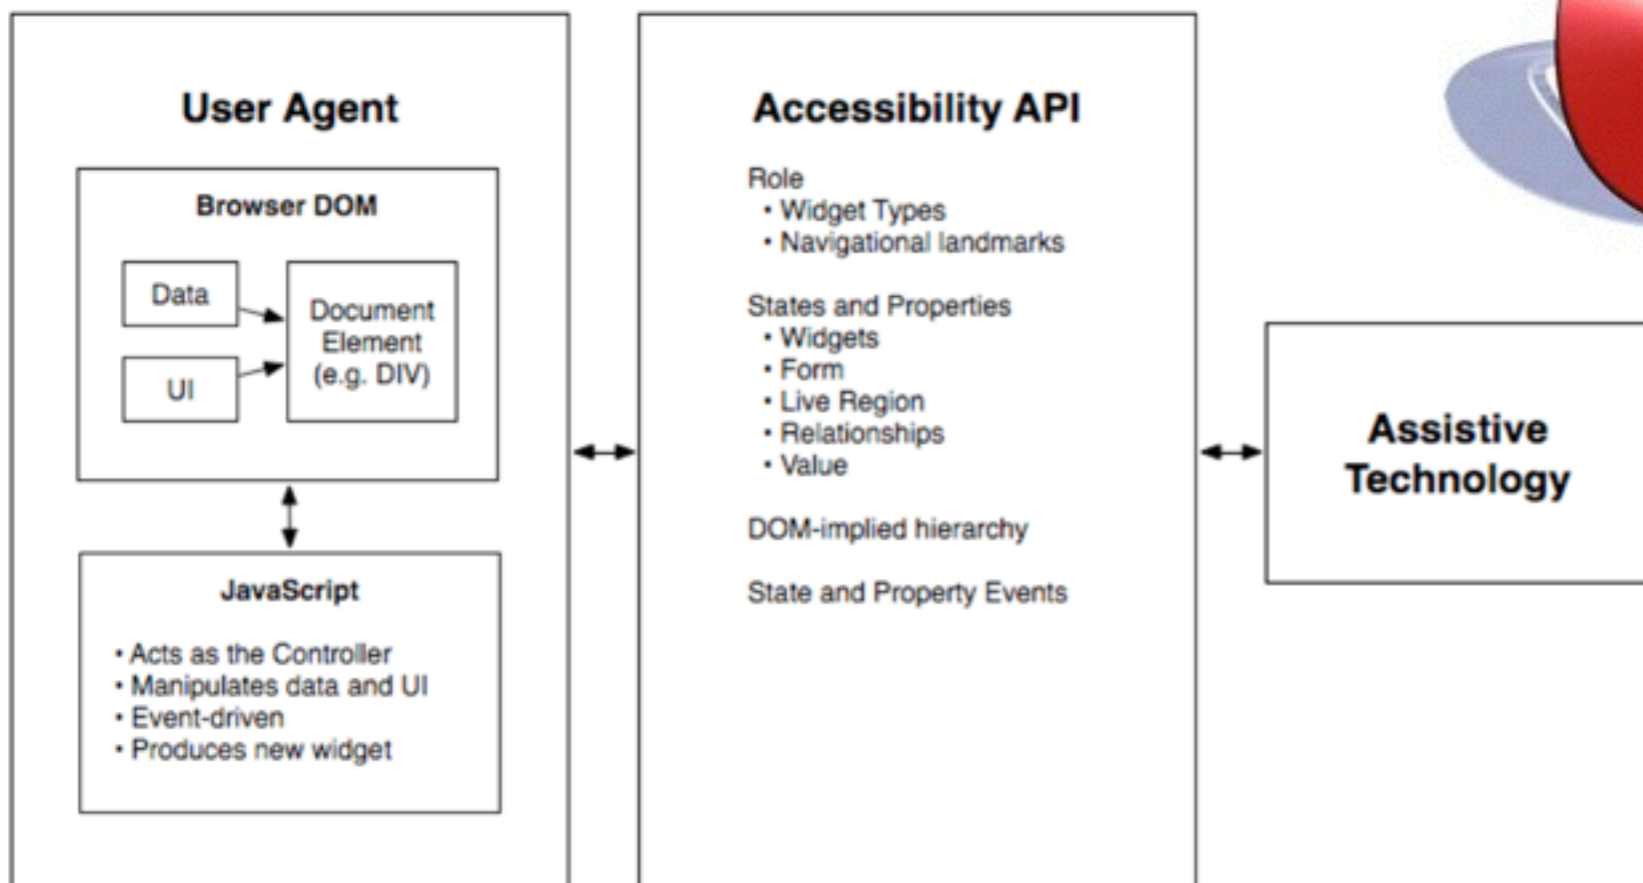 User Agent
Browser DOM
Data
UI
Document
Element
(e.g. DIV)
JavaScript
• Acts as the Controller
• Manipulates data and UI
• Event-driven
• Produces new widget
Accessibility API
Role
• Widget Types
• Navigational landmarks
States and Properties
• Widgets
• Form
• Live Region
• Relationships
• Value
DOM-implied hierarchy
State and Property Events
Assistive
Technology